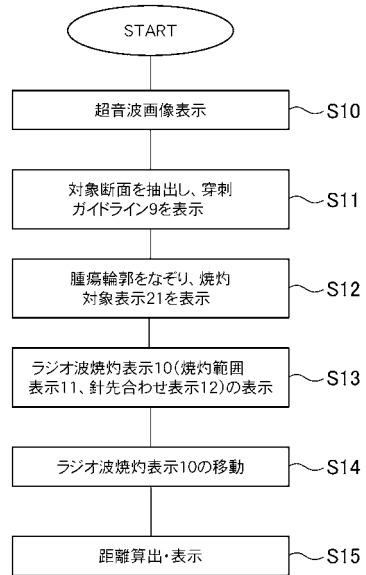 START
超音波画像表示
S10
対象断面を抽出し、穿刺
ガイドライン9を表示
S11
腫瘍輪郭をなぞり、焼灼
対象表示21を表示
S12
ラジオ波焼灼表示10(焼灼範囲
表示11、針先合わせ表示12)の表示
S13
ラジオ波焼灼表示10の移動
S14
距離算出・表示
S15